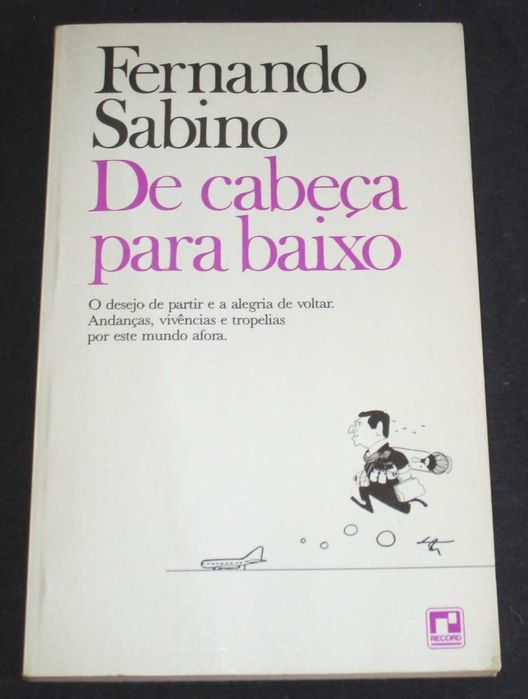 Fernando
Sabino
De cabeça
para baixo
O desejo de partir e a alegria de voltar.
Andanças, vivências e tropelias
por este mundo afora.
RECORD